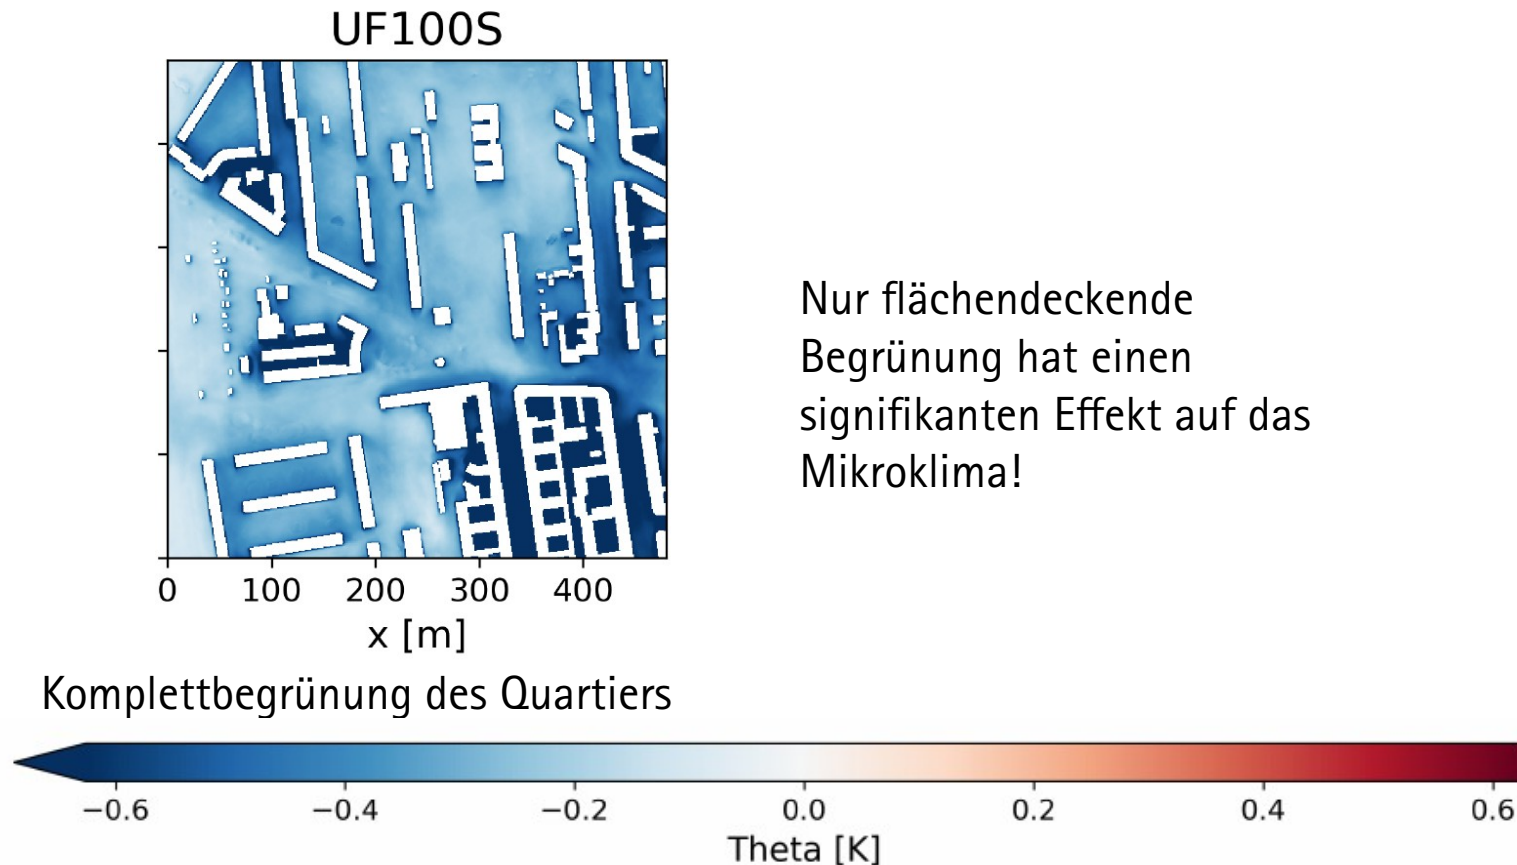 UF100S
Nur flächendeckende
Begrünung hat einen
signifikanten Effekt auf das
Mikroklima!
0 100 200 300 400
x [m]
Komplettbegrünung des Quartiers
−0.6 −0.4 −0.2 0.0 0.2 0.4 0.6
Theta [K]